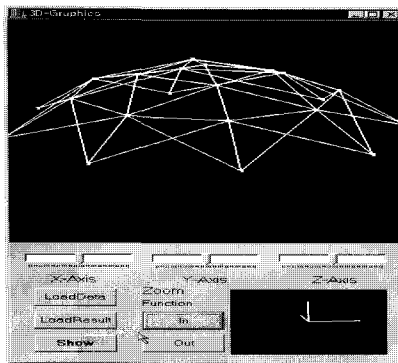 3D-Graphics
X-Axis Y-Axis Z-Axis
LoadData
LoadResult
Show
Zoom
Function
In
Out